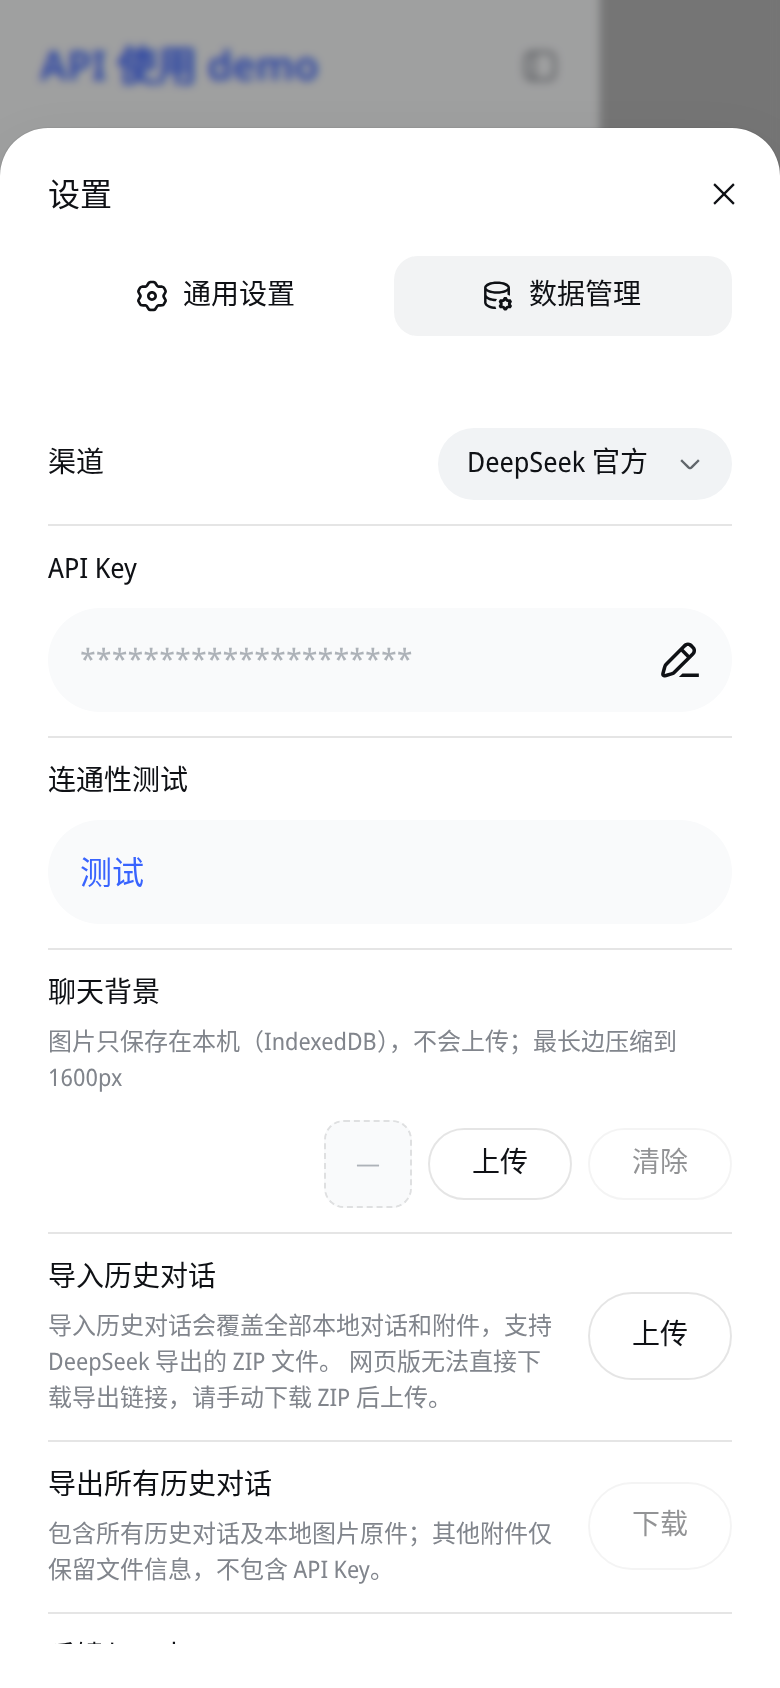 API 使用 demo
设置
通用设置
数据管理
渠道
DeepSeek 官方
API Key
*********************
连通性测试
测试
聊天背景
图片只保存在本机（IndexedDB），不会上传；最长边压缩到
1600px
—
上传
清除
导入历史对话
导入历史对话会覆盖全部本地对话和附件，支持
DeepSeek 导出的 ZIP 文件。 网页版无法直接下
载导出链接，请手动下载 ZIP 后上传。
上传
导出所有历史对话
包含所有历史对话及本地图片原件；其他附件仅
保留文件信息，不包含 API Key。
下载